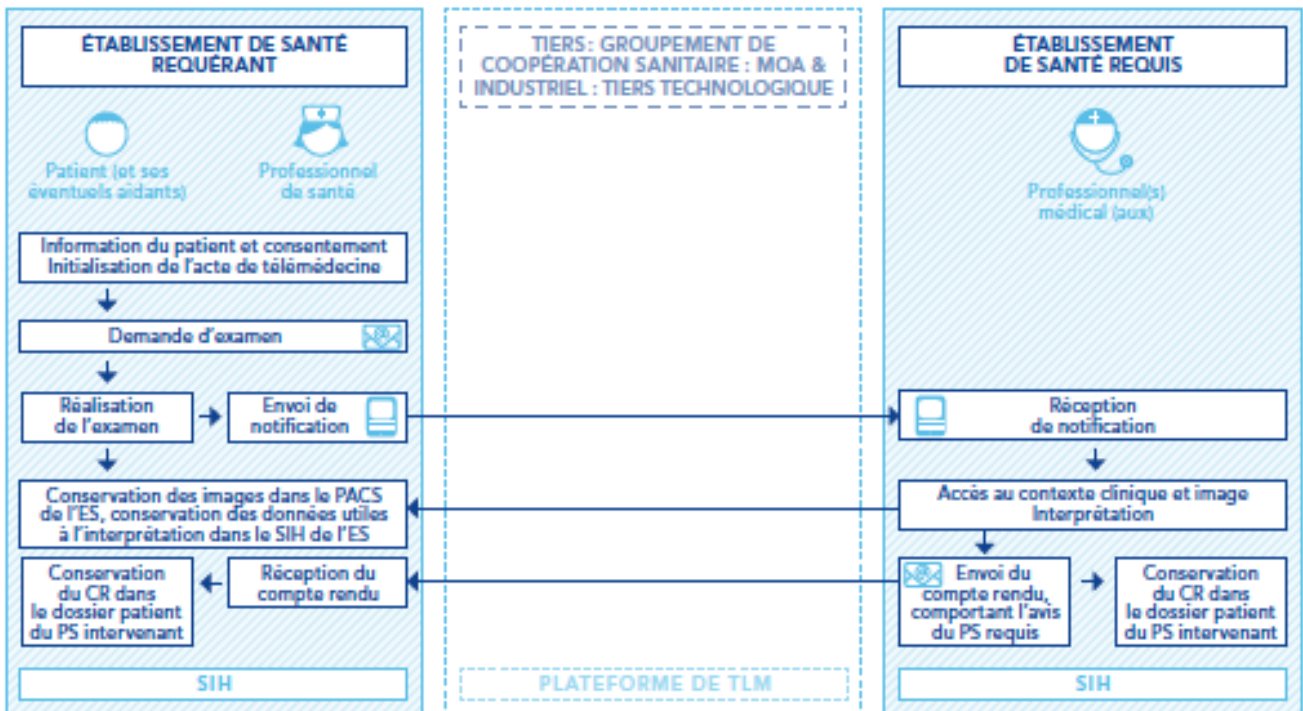 ÉTABLISSEMENT DE SANTÉ
REQUÉRANT
Patient (et ses
éventuels aidants)
Professionnel
de santé
Information du patient et consentement
Initialisation de l'acte de télémédecine
Demande d'examen
Réalisation
de l'examen
Envoi de
notification
Conservation des images dans le PACS
de l'ES, conservation des données utiles
à l'interprétation dans le SIH de l'ES
Conservation
du CR dans
le dossier patient
du PS intervenant
Réception du
compte rendu
SIH
TIERS : GROUPEMENT DE
COOPÉRATION SANITAIRE : MOA &
INDUSTRIEL : TIERS TECHNOLOGIQUE
PLATEFORME DE TLM
ÉTABLISSEMENT
DE SANTÉ REQUIS
Professionnel(s)
médical (aux)
Réception
de notification
Accès au contexte clinique et image
Interprétation
Envoi du
compte rendu,
comportant l'avis
du PS requis
Conservation
du CR dans
le dossier patient
du PS intervenant
SIH